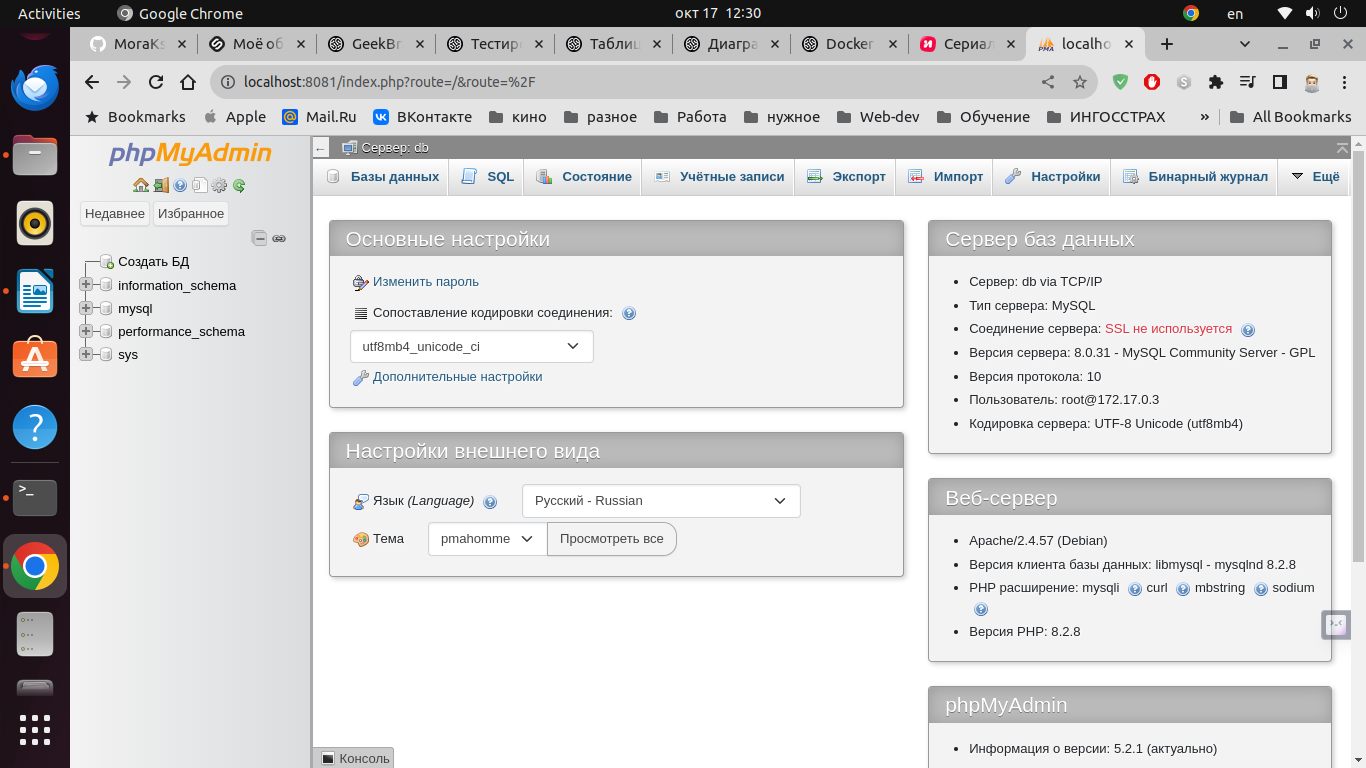 Activities
Google Chrome
окт 17 12:30
en
MoraKs
Моё об
GeekBr
Тестиро
Таблиц
Диагра
Docker
Сериал
localho
localhost:8081/index.php?route=/&route=%2F
Bookmarks
Apple
Mail.Ru
ВКонтакте
кино
разное
Работа
нужное
Web-dev
Обучение
ИНГОССТРАХ
»
All Bookmarks
phpMyAdmin
Недавнее
Избранное
Создать БД
information_schema
mysql
performance_schema
sys
Сервер: db
Базы данных
SQL
Состояние
Учётные записи
Экспорт
Импорт
Настройки
Бинарный журнал
Ещё
Основные настройки
Изменить пароль
Сопоставление кодировки соединения:
utf8mb4_unicode_ci
Дополнительные настройки
Настройки внешнего вида
Язык (Language)
Русский - Russian
Тема
pmahomme
Просмотреть все
Сервер баз данных
Сервер: db via TCP/IP
Тип сервера: MySQL
Соединение сервера: SSL не используется
Версия сервера: 8.0.31 - MySQL Community Server - GPL
Версия протокола: 10
Пользователь: root@172.17.0.3
Кодировка сервера: UTF-8 Unicode (utf8mb4)
Веб-сервер
Apache/2.4.57 (Debian)
Версия клиента базы данных: libmysql - mysqlnd 8.2.8
PHP расширение: mysqli curl mbstring sodium
Версия PHP: 8.2.8
phpMyAdmin
Информация о версии: 5.2.1 (актуально)
Консоль